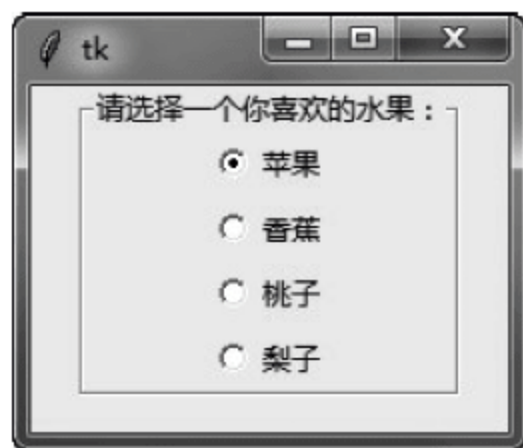 tk
请选择一个你喜欢的水果：
苹果
香蕉
桃子
梨子